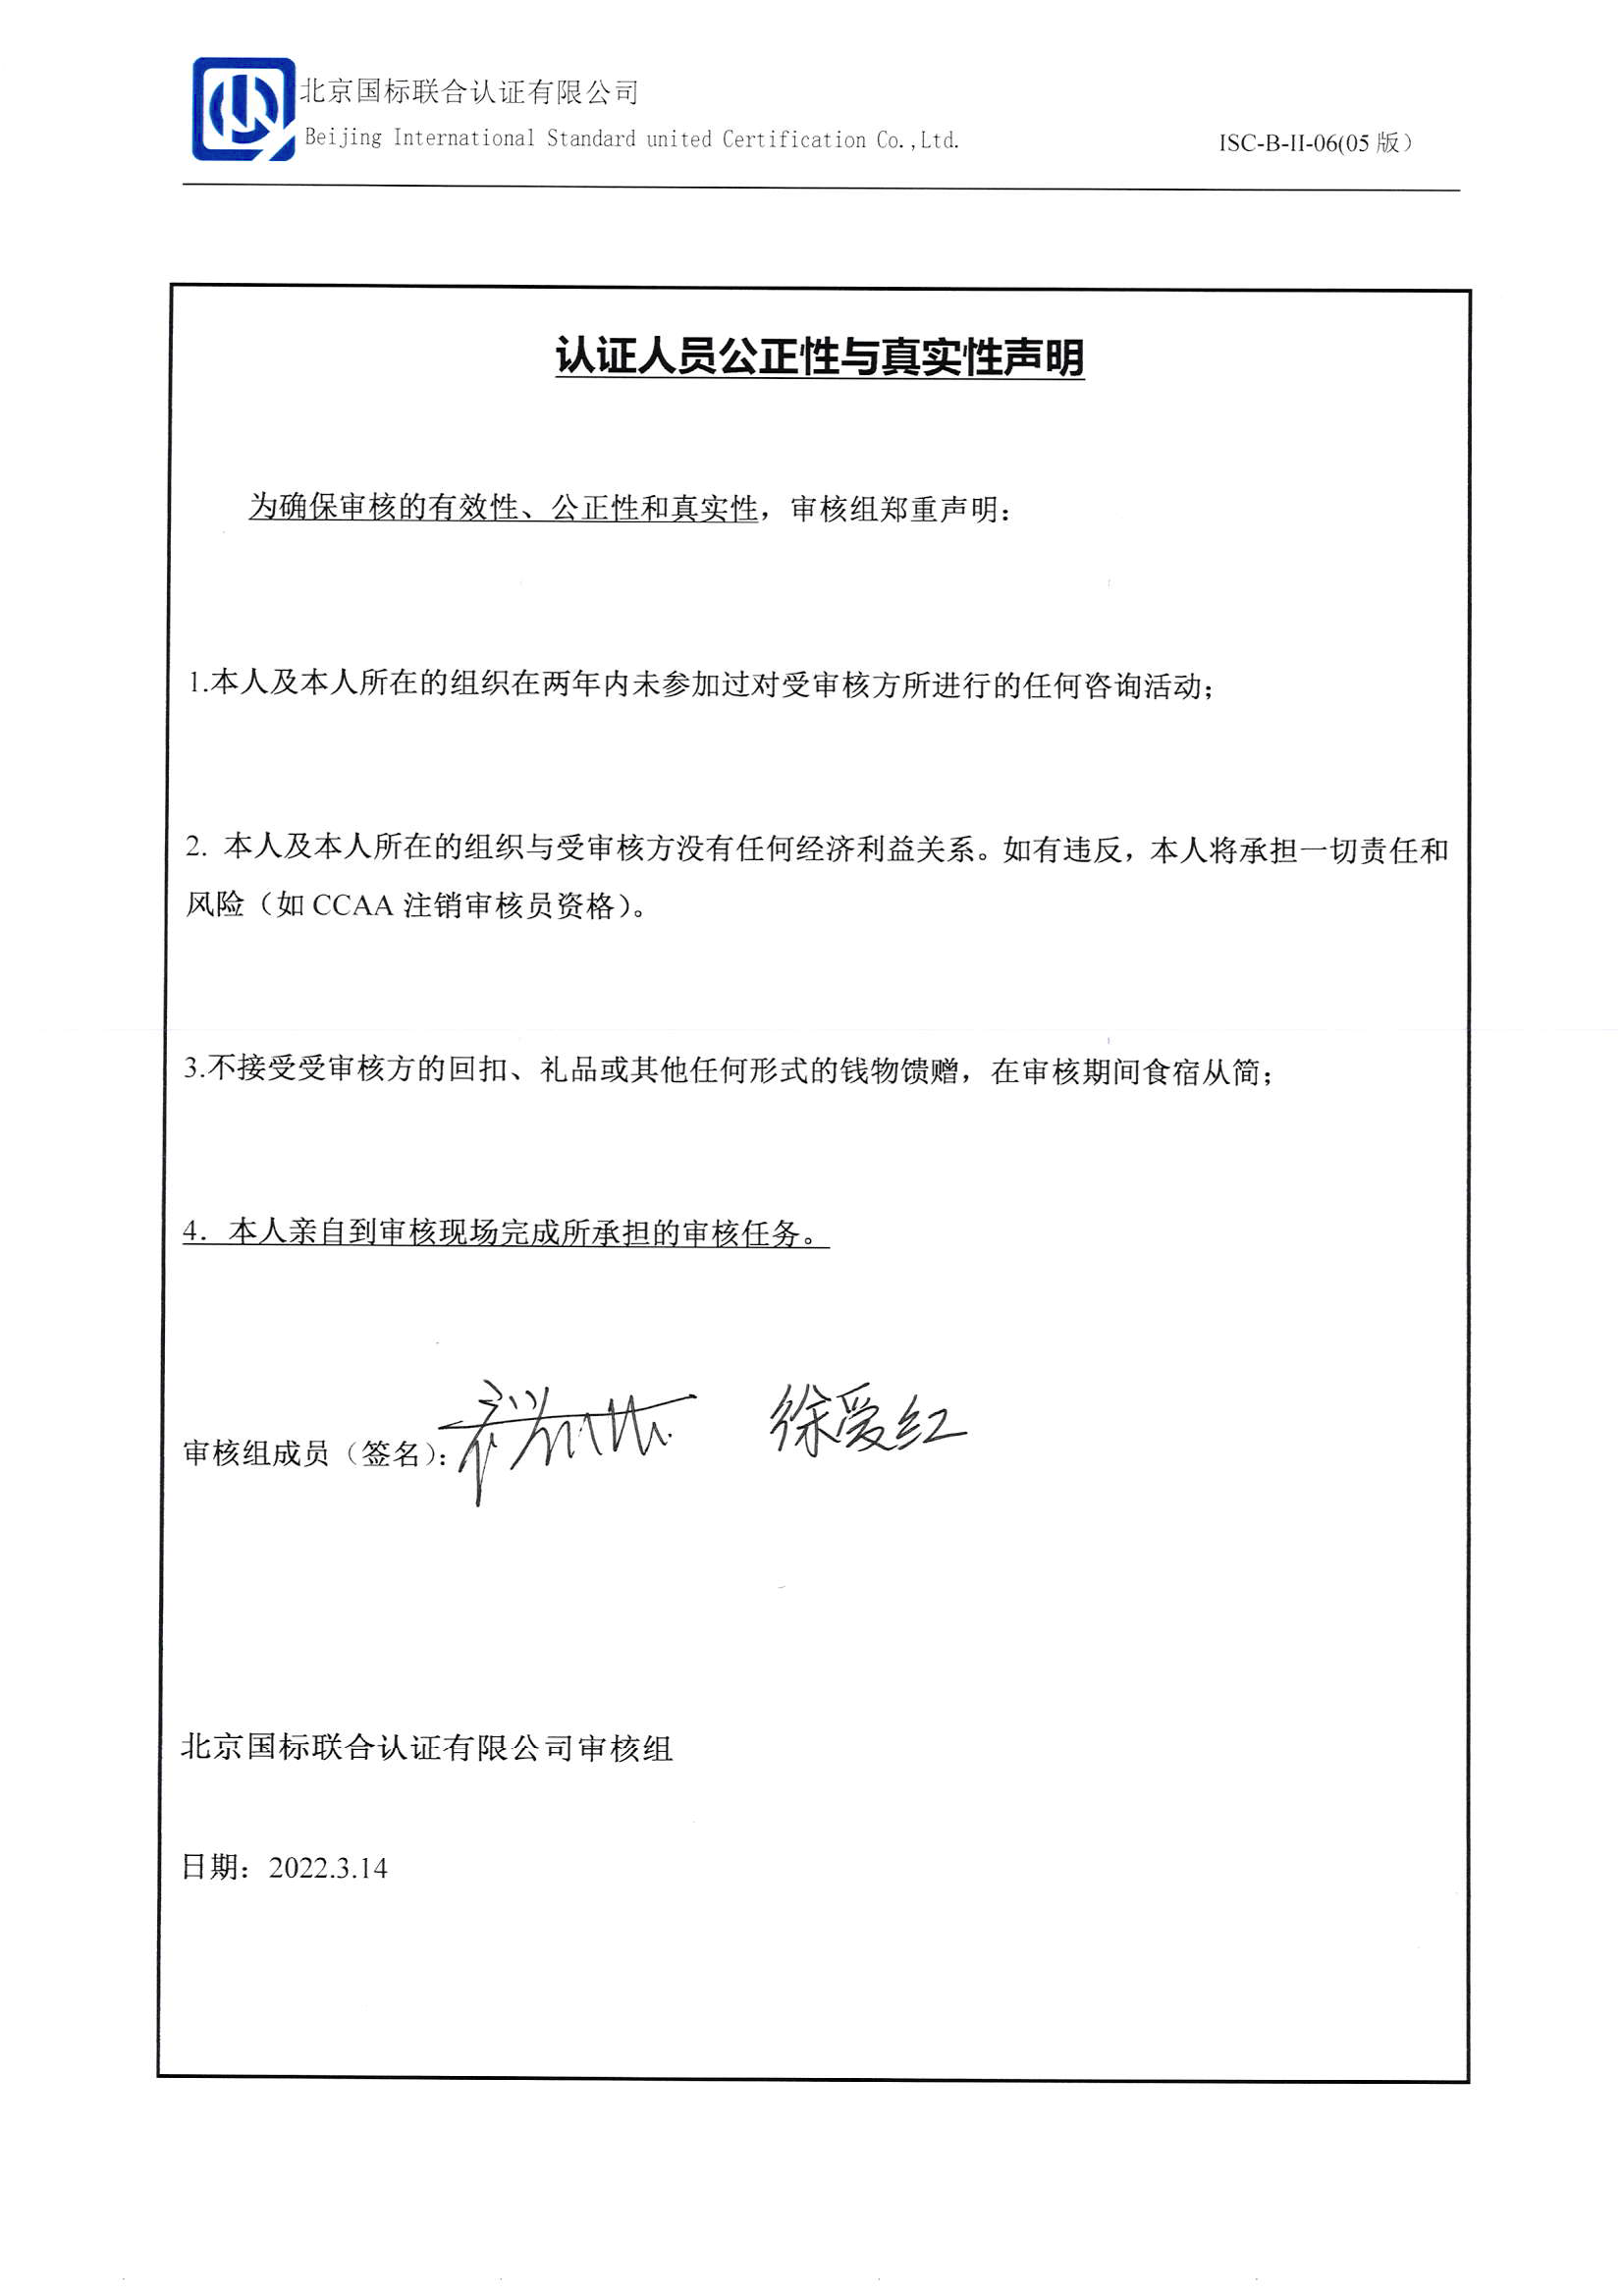 北京国标联合认证有限公司
Beijing International Standard united Certification Co.,Ltd.
ISC-B-II-06(05 版）
认证人员公正性与真实性声明
为确保审核的有效性、公正性和真实性，审核组郑重声明：
1.本人及本人所在的组织在两年内未参加过对受审核方所进行的任何咨询活动；
2. 本人及本人所在的组织与受审核方没有任何经济利益关系。如有违反，本人将承担一切责任和
风险（如 CCAA 注销审核员资格）。
3.不接受受审核方的回扣、礼品或其他任何形式的钱物馈赠，在审核期间食宿从简；
4．本人亲自到审核现场完成所承担的审核任务。
审核组成员（签名）： 徐爱红
北京国标联合认证有限公司审核组
日期：2022.3.14